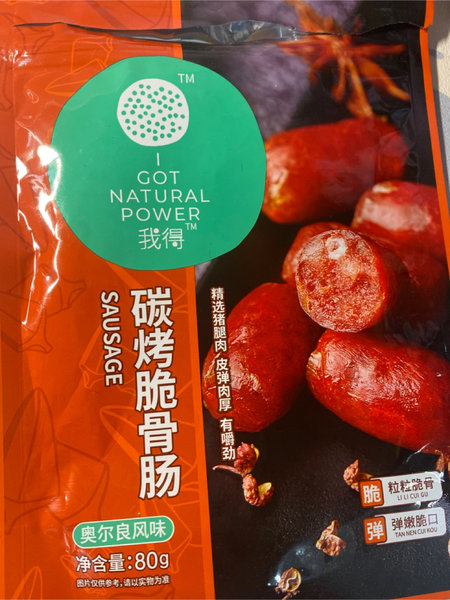 TM
I
GOT
NATURAL
POWER
我得TM
碳烤脆骨肠
SAUSAGE
精选猪腿肉/皮弹肉厚 有嚼劲
奥尔良风味
净含量:80g
图片仅供参考,请以实物为准
脆 粒粒脆骨
LI LI CUI GU
弹 弹嫩脆口
TAN NEN CUI KOU